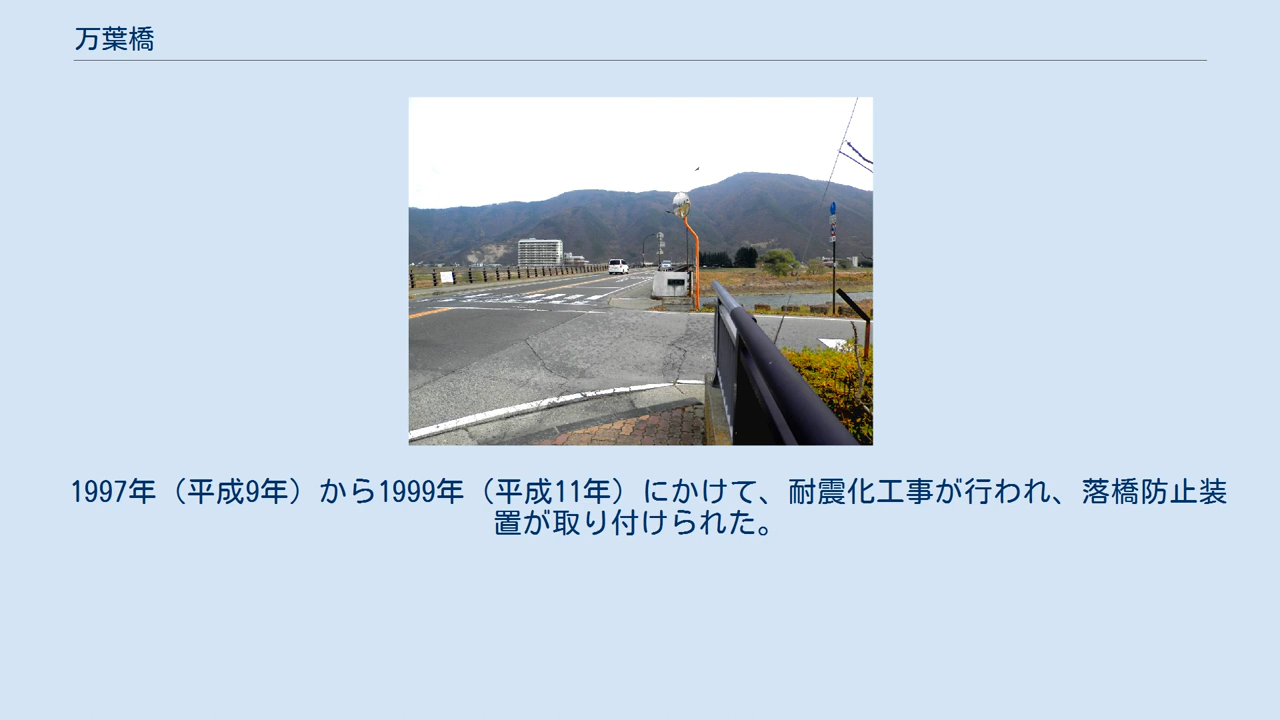 万葉橋
1997年（平成9年）から1999年（平成11年）にかけて、耐震化工事が行われ、落橋防止装
置が取り付けられた。